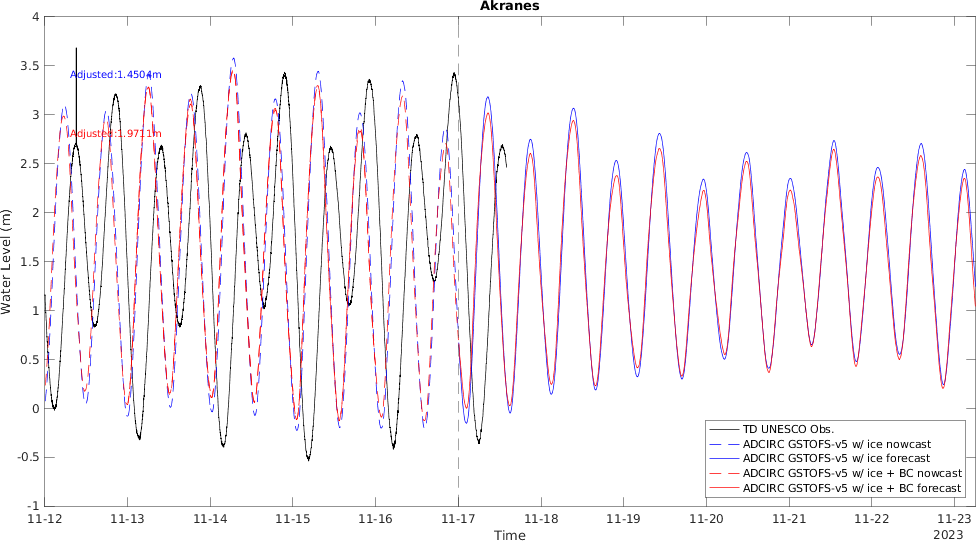 Akranes
4
3.5
3
2.5
2
1.5
1
0.5
0
-0.5
-1
Water Level (m)
Adjusted:1.4504m
Adjusted:1.9711m
TD UNESCO Obs.
ADCIRC GSTOFS-v5 w/ ice nowcast
ADCIRC GSTOFS-v5 w/ ice forecast
ADCIRC GSTOFS-v5 w/ ice + BC nowcast
ADCIRC GSTOFS-v5 w/ ice + BC forecast
11-12 11-13 11-14 11-15 11-16 11-17 11-18 11-19 11-20 11-21 11-22 11-23
Time 2023